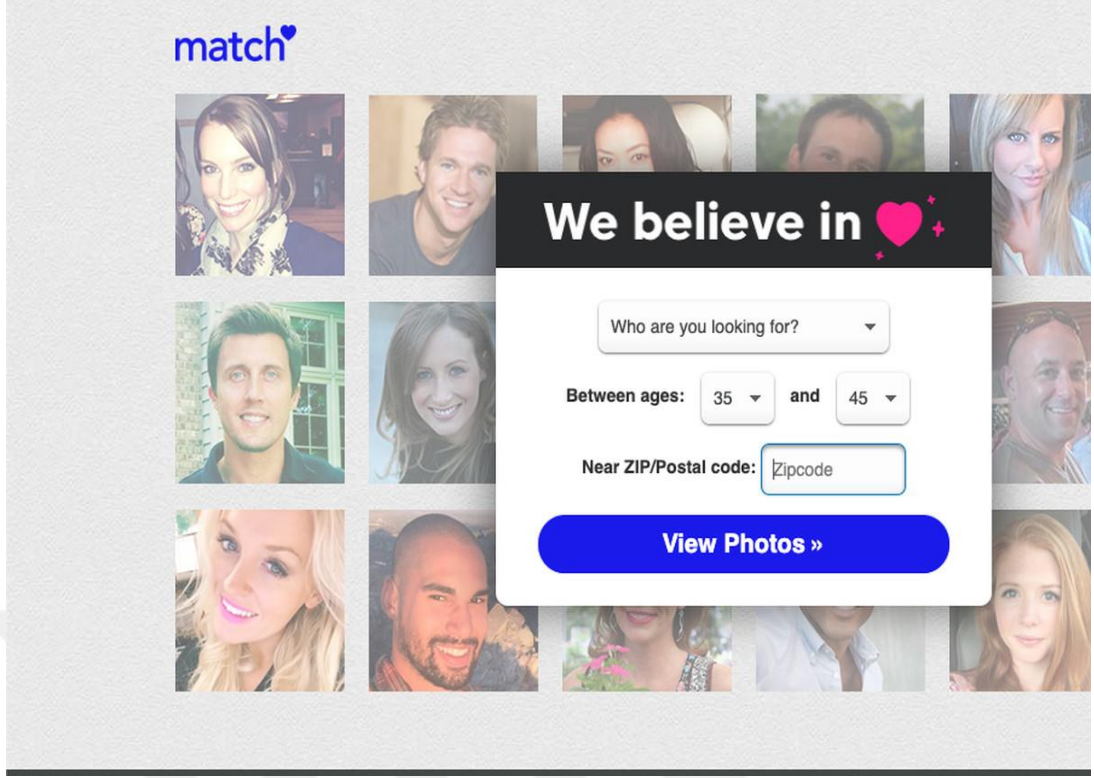 match
We believe in
Who are you looking for?
Between ages: 35 and 45
Near ZIP/Postal code: Zipcode
View Photos »